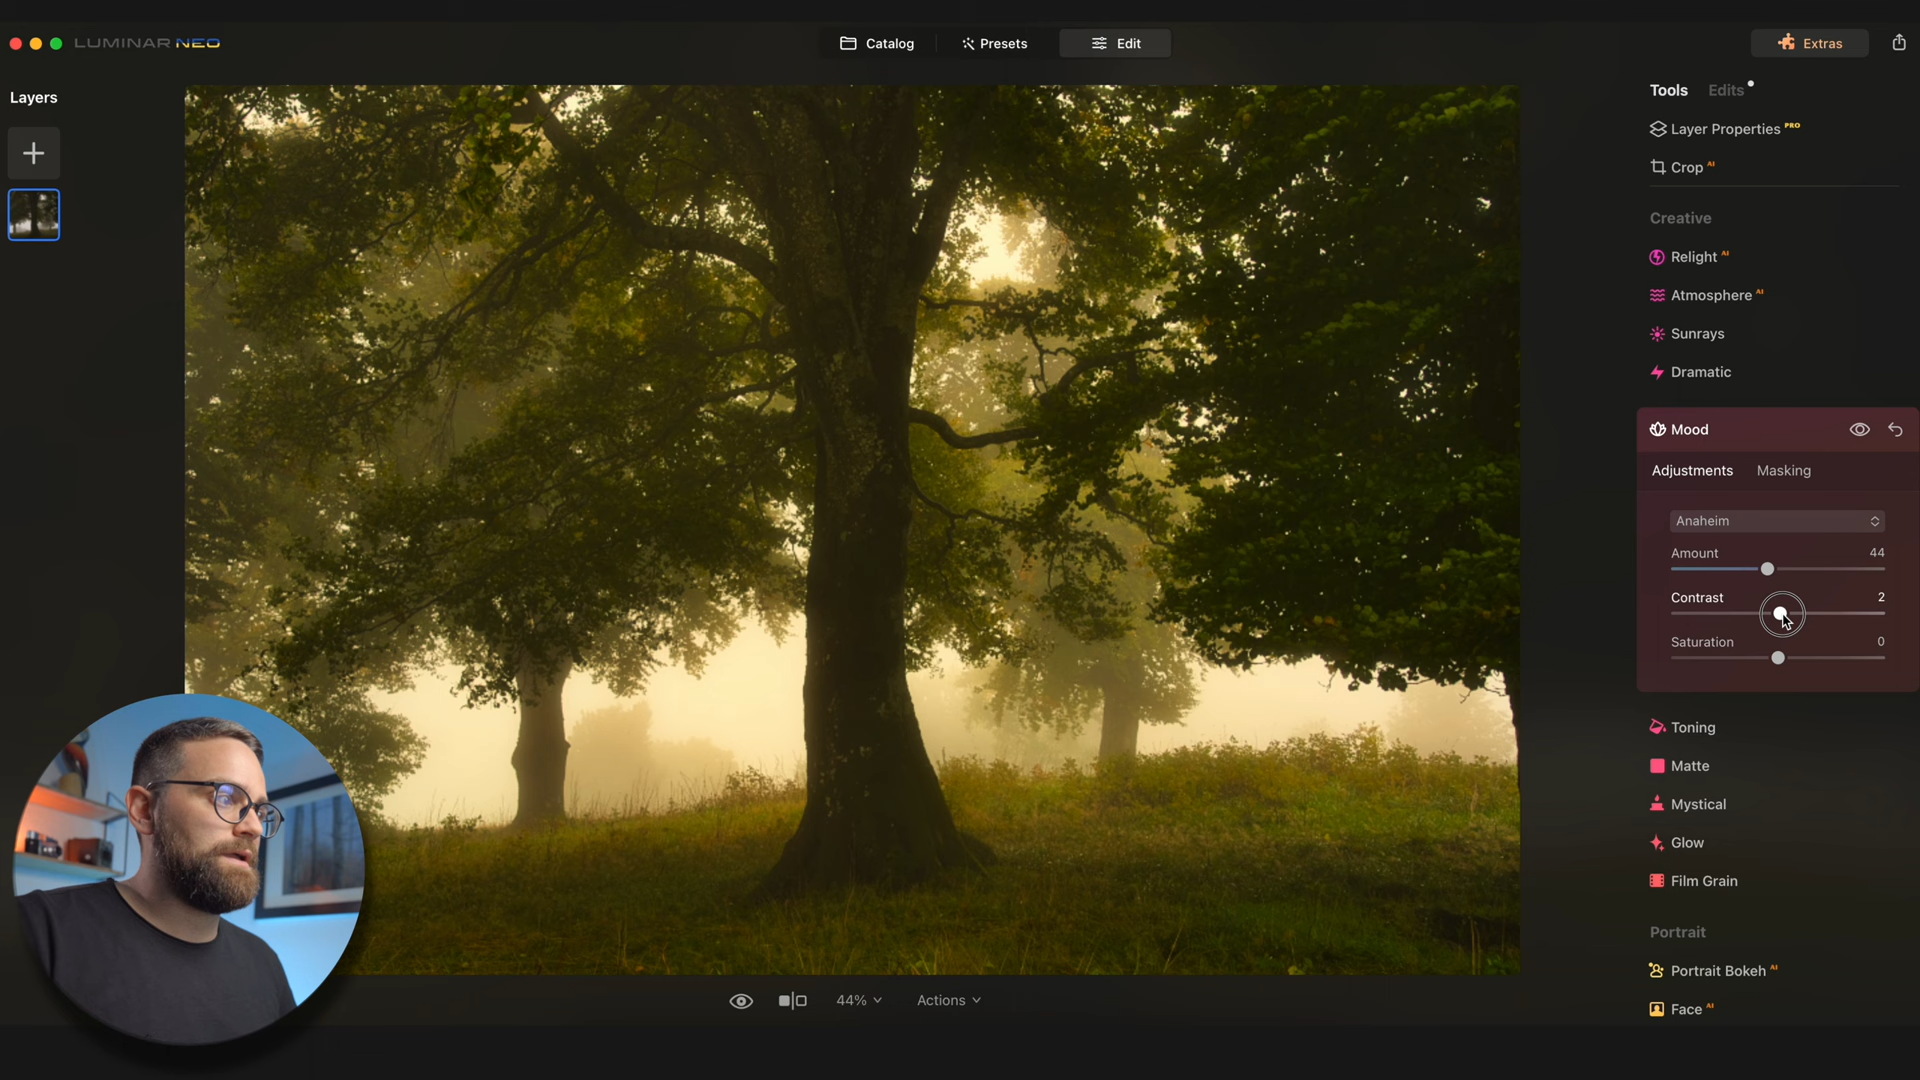 LUMINAR NEO
Catalog
Presets
Edit
Extras
Layers
Tools
Edits
Layer Properties PRO
Crop AI
Creative
Relight AI
Atmosphere AI
Sunrays
Dramatic
Mood
Adjustments
Masking
Anaheim
Amount 44
Contrast 2
Saturation 0
Toning
Matte
Mystical
Glow
Film Grain
Portrait
Portrait Bokeh AI
Face AI
44%
Actions